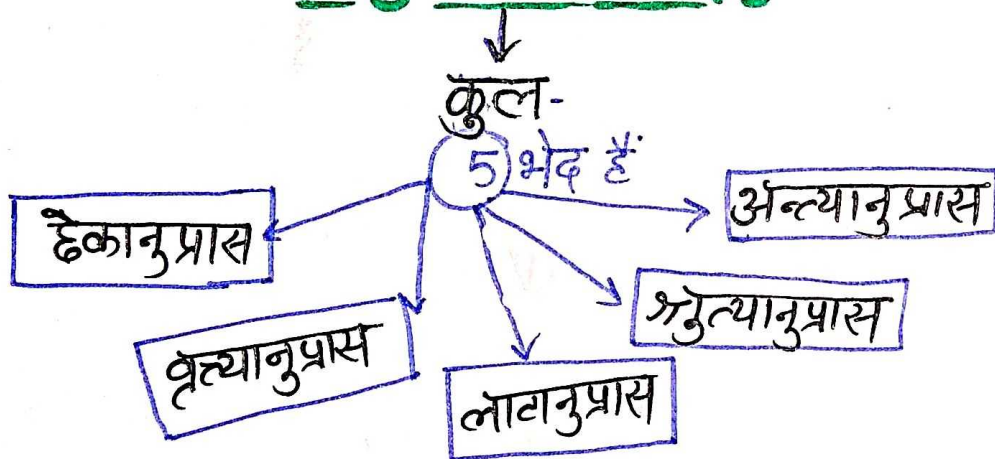 कुल-
5 भेद हैं
छेकानुप्रास
वृत्यानुप्रास
लाटानुप्रास
श्रुत्यानुप्रास
अन्त्यानुप्रास